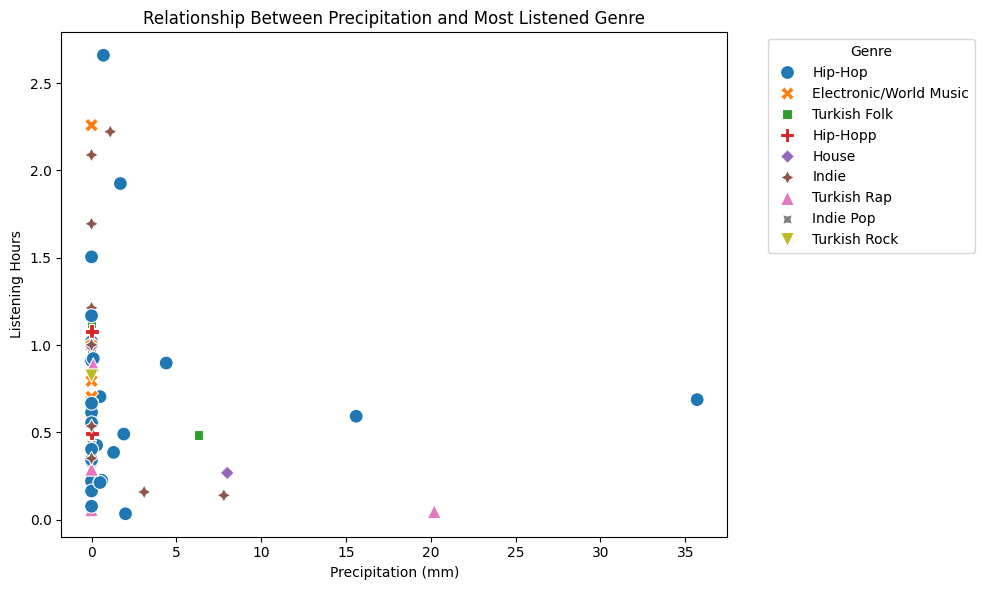 Relationship Between Precipitation and Most Listened Genre
Listening Hours
2.5
2.0
1.5
1.0
0.5
0.0
0 5 10 15 20 25 30 35
Precipitation (mm)
Genre
Hip-Hop
Electronic/World Music
Turkish Folk
Hip-Hopp
House
Indie
Turkish Rap
Indie Pop
Turkish Rock